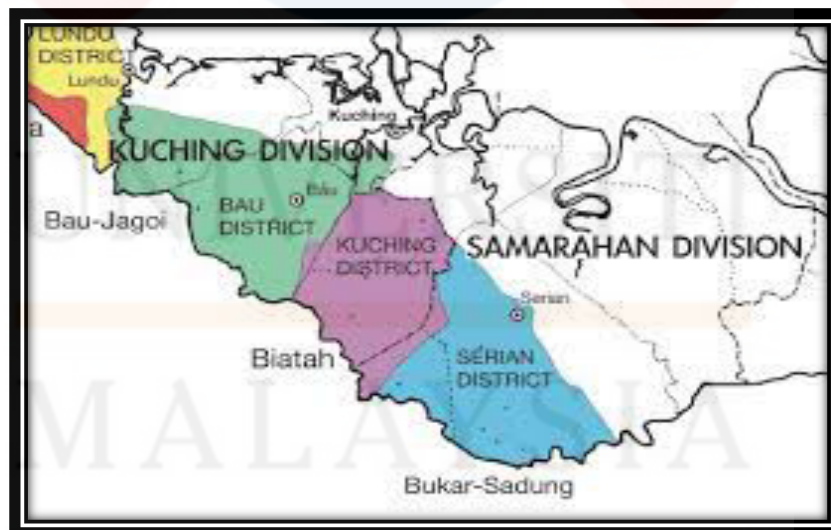 LUNDU
DISTRICT
Lundu
a
Kuching
KUCHING DIVISION
Bau
BAU
DISTRICT
Bau-Jagoi
KUCHING
DISTRICT
SAMARAHAN DIVISION
Serian
Biatah
SERIAN
DISTRICT
Bukar-Sadung
UNIVERSITI
MALAYSIA